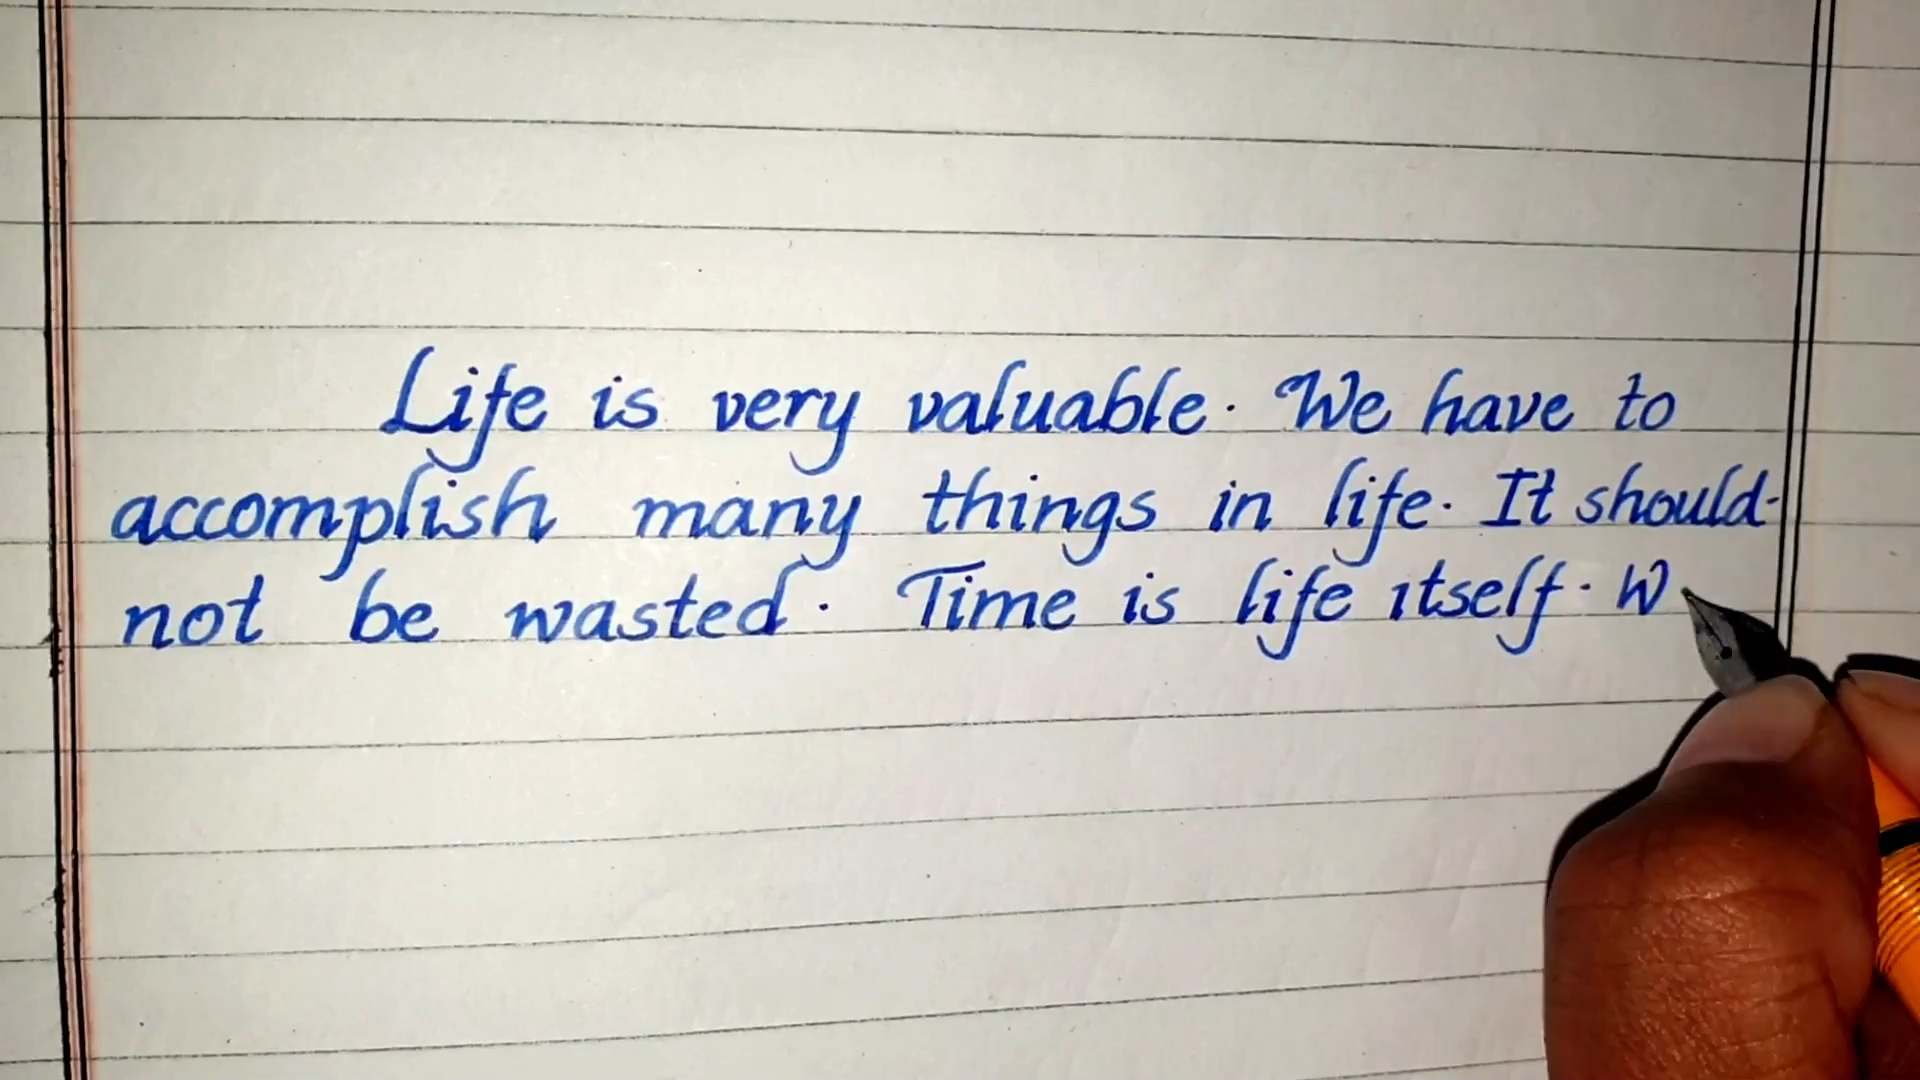 Life is very valuable. We have to
accomplish many things in life. It should-
not be wasted. Time is life itself. W